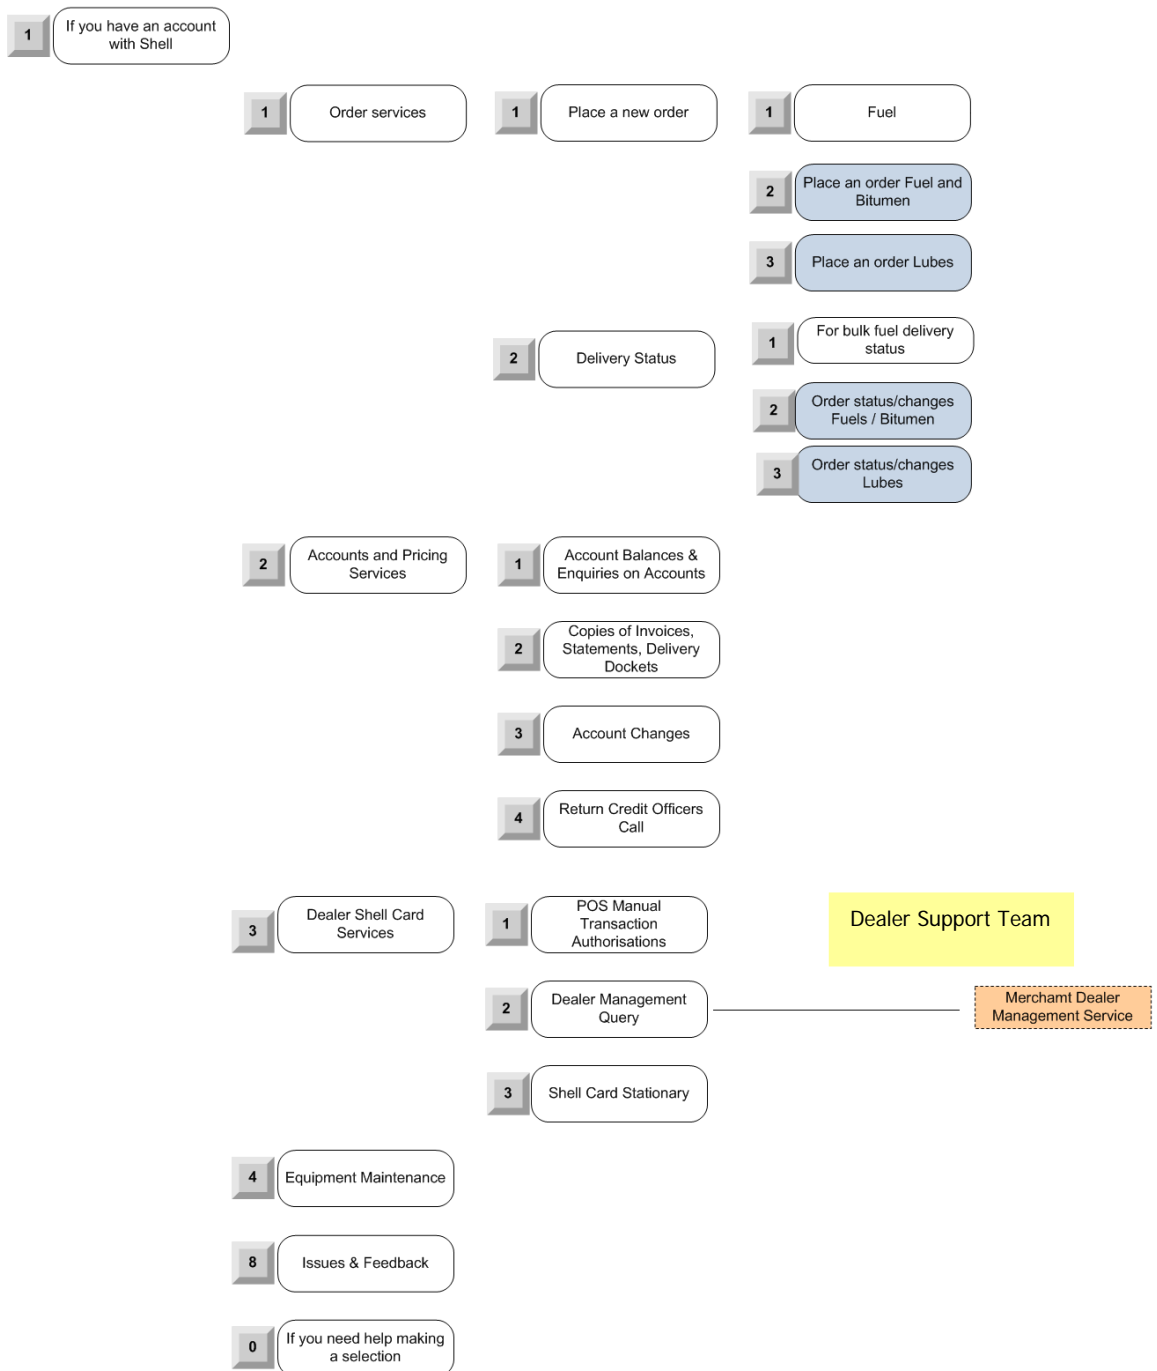 1
If you have an account
with Shell
1
Order services
1
Place a new order
1
Fuel
2
Place an order Fuel and
Bitumen
3
Place an order Lubes
2
Delivery Status
1
For bulk fuel delivery
status
2
Order status/changes
Fuels / Bitumen
3
Order status/changes
Lubes
2
Accounts and Pricing
Services
1
Account Balances &
Enquiries on Accounts
2
Copies of Invoices,
Statements, Delivery
Dockets
3
Account Changes
4
Return Credit Officers
Call
3
Dealer Shell Card
Services
1
POS Manual
Transaction
Authorisations
Dealer Support Team
2
Dealer Management
Query
Merchamt Dealer
Management Service
3
Shell Card Stationary
4
Equipment Maintenance
8
Issues & Feedback
0
If you need help making
a selection